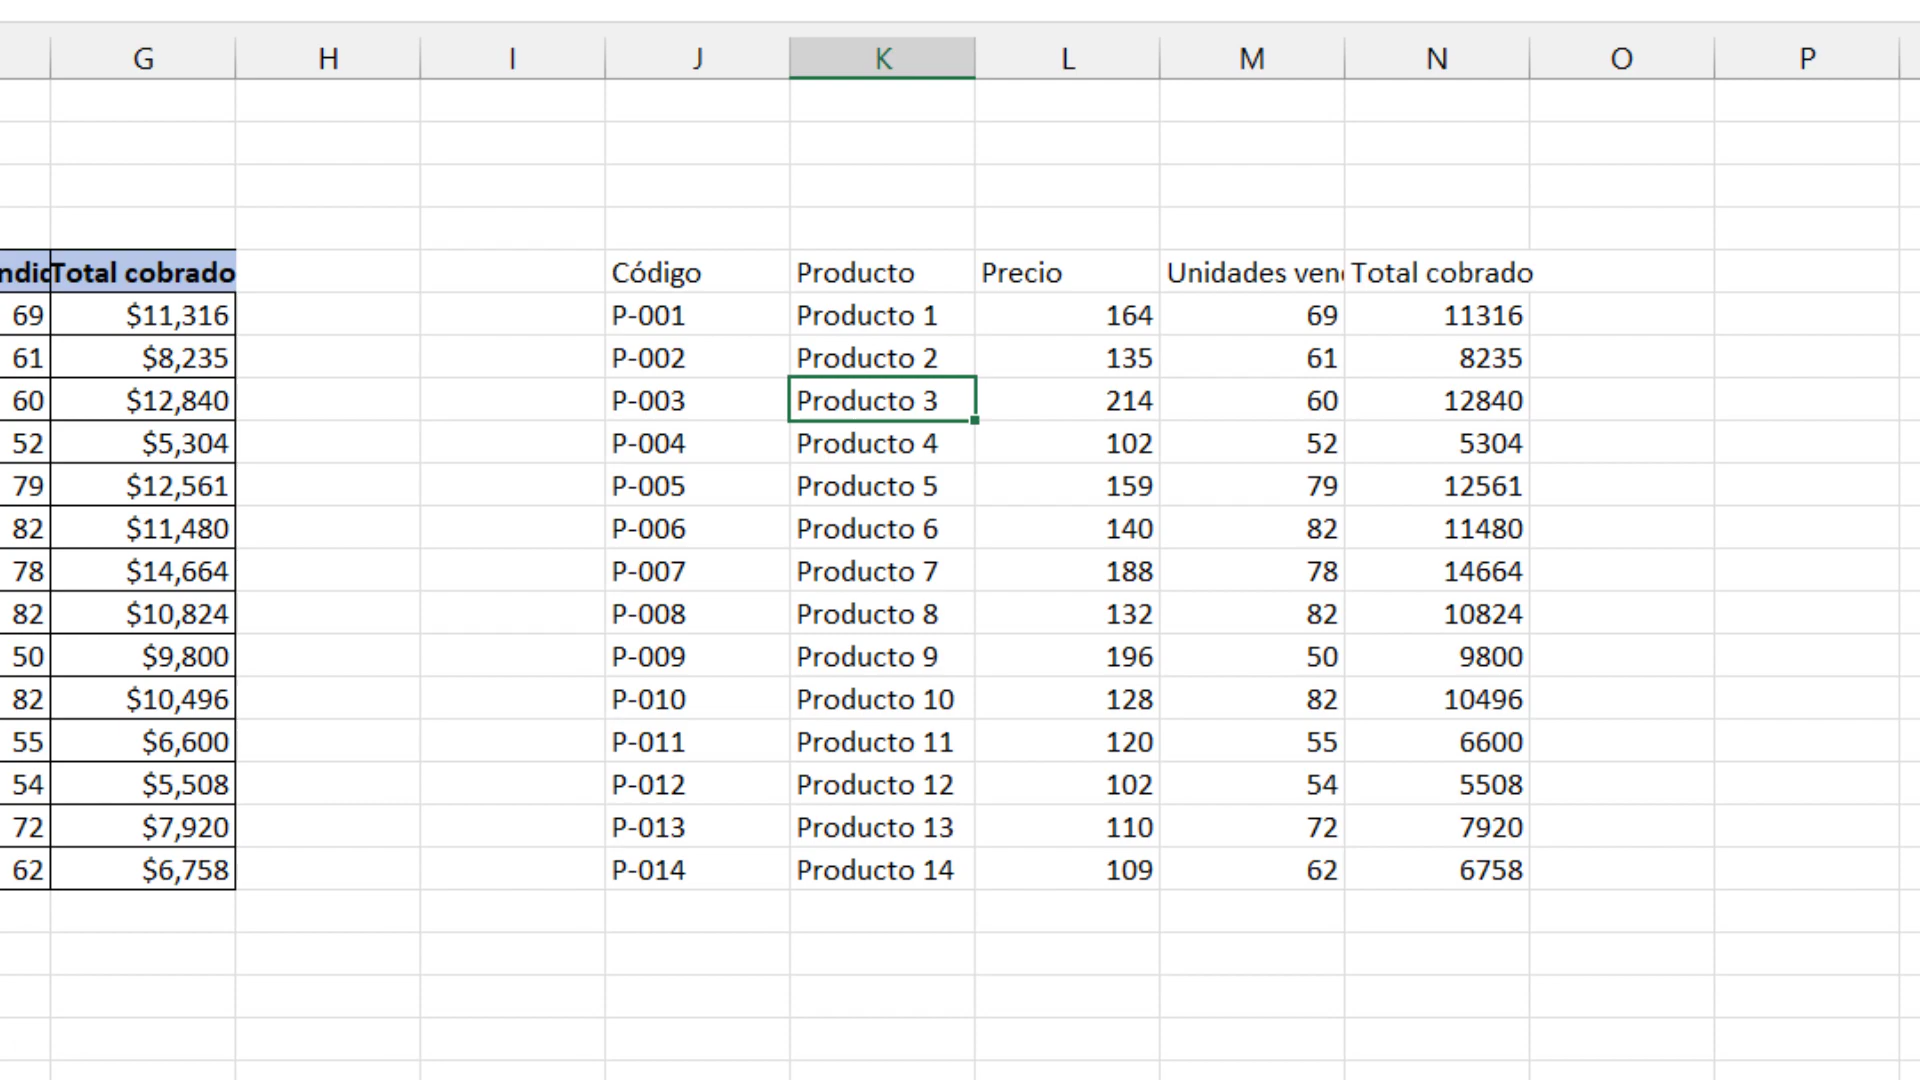 G H I J K L M N O P
ndic Total cobrado Código Producto Precio Unidades ven Total cobrado
69 $11,316 P-001 Producto 1 164 69 11316
61 $8,235 P-002 Producto 2 135 61 8235
60 $12,840 P-003 Producto 3 214 60 12840
52 $5,304 P-004 Producto 4 102 52 5304
79 $12,561 P-005 Producto 5 159 79 12561
82 $11,480 P-006 Producto 6 140 82 11480
78 $14,664 P-007 Producto 7 188 78 14664
82 $10,824 P-008 Producto 8 132 82 10824
50 $9,800 P-009 Producto 9 196 50 9800
82 $10,496 P-010 Producto 10 128 82 10496
55 $6,600 P-011 Producto 11 120 55 6600
54 $5,508 P-012 Producto 12 102 54 5508
72 $7,920 P-013 Producto 13 110 72 7920
62 $6,758 P-014 Producto 14 109 62 6758